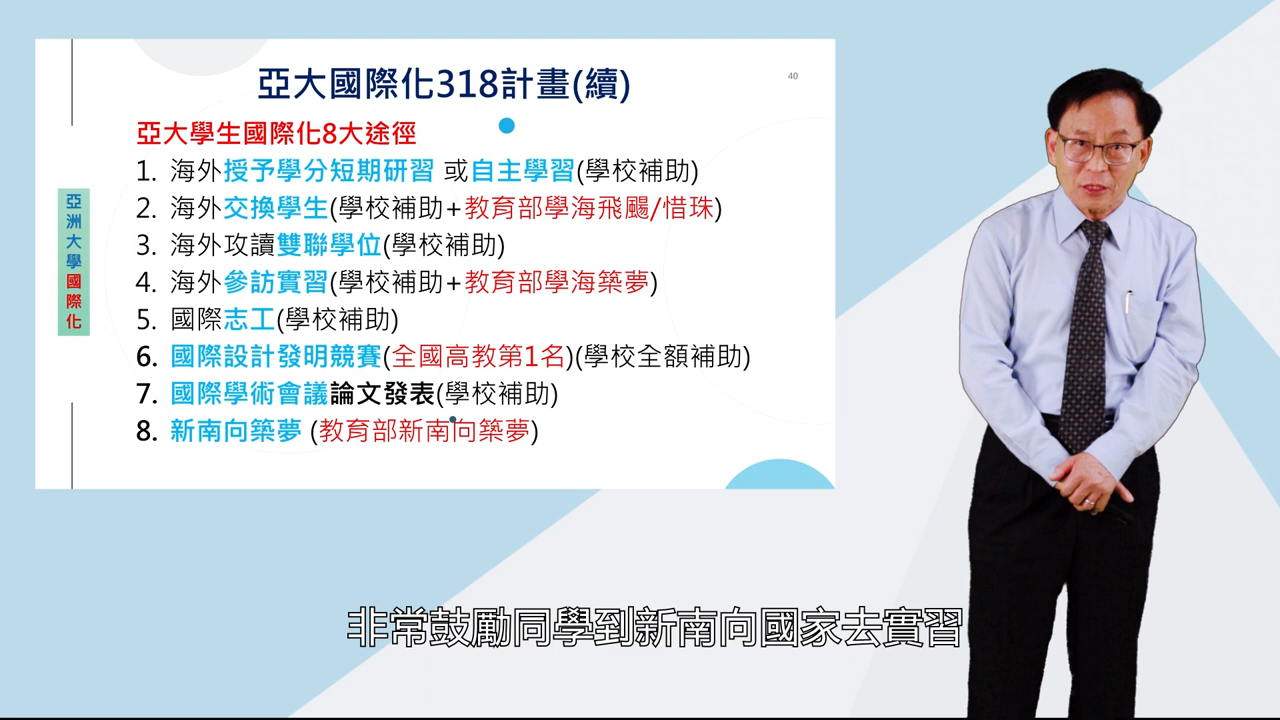 亞大國際化318計畫(續)
40
亞大學生國際化8大途徑
1. 海外授予學分短期研習 或自主學習(學校補助)
2. 海外交換學生(學校補助+教育部學海飛颺/惜珠)
3. 海外攻讀雙聯學位(學校補助)
4. 海外參訪實習(學校補助+教育部學海築夢)
5. 國際志工(學校補助)
6. 國際設計發明競賽(全國高教第1名)(學校全額補助)
7. 國際學術會議論文發表(學校補助)
8. 新南向築夢 (教育部新南向築夢)
亞洲大學國際化
非常鼓勵同學到新南向國家去實習